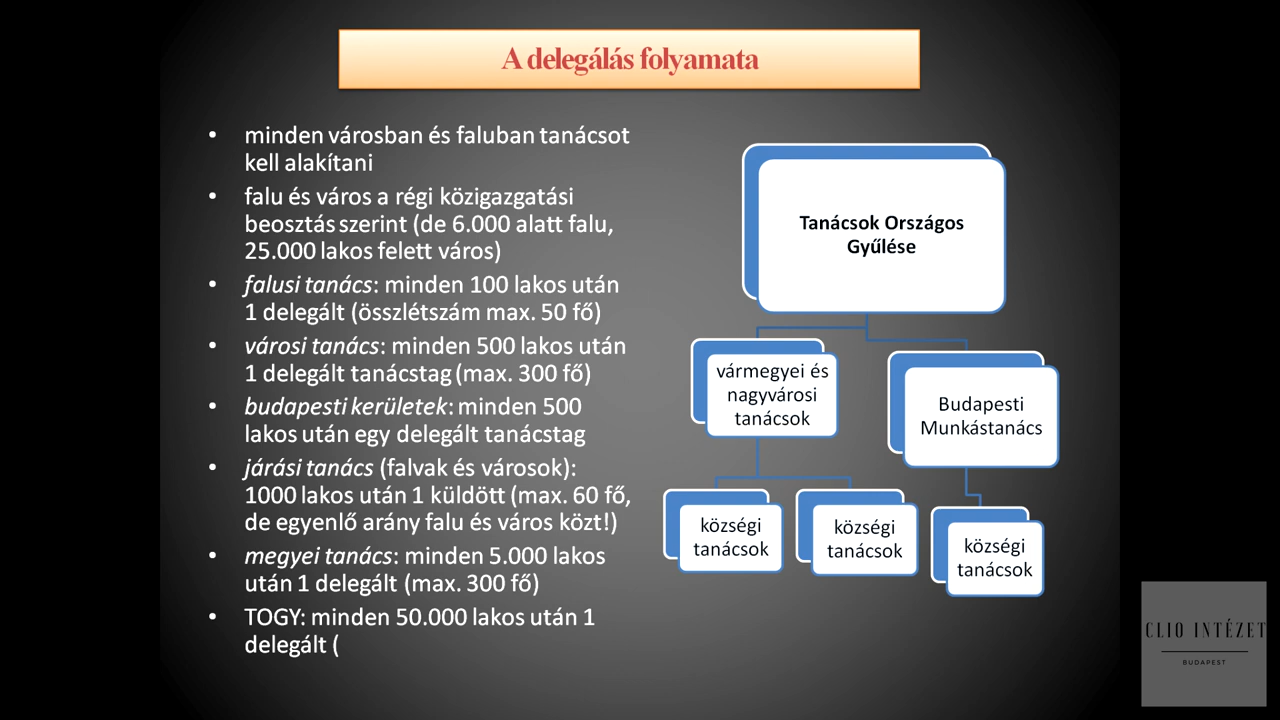 A delegálás folyamata
• minden városban és faluban tanácsot
kell alakítani
• falu és város a régi közigazgatási
beosztás szerint (de 6.000 alatt falu,
25.000 lakos felett város)
• falusi tanács: minden 100 lakos után
1 delegált (összlétszám max. 50 fő)
• városi tanács: minden 500 lakos után
1 delegált tanácstag (max. 300 fő)
• budapesti kerületek: minden 500
lakos után egy delegált tanácstag
• járási tanács (falvak és városok):
1000 lakos után 1 küldött (max. 60 fő,
de egyenlő arány falu és város közt!)
• megyei tanács: minden 5.000 lakos
után 1 delegált (max. 300 fő)
• TOGY: minden 50.000 lakos után 1
delegált (
Tanácsok Országos
Gyűlése
vármegyei és
nagyvárosi
tanácsok
Budapesti
Munkástanács
községi
tanácsok
községi
tanácsok
községi
tanácsok
CLIO INTÉZET
BUDAPEST